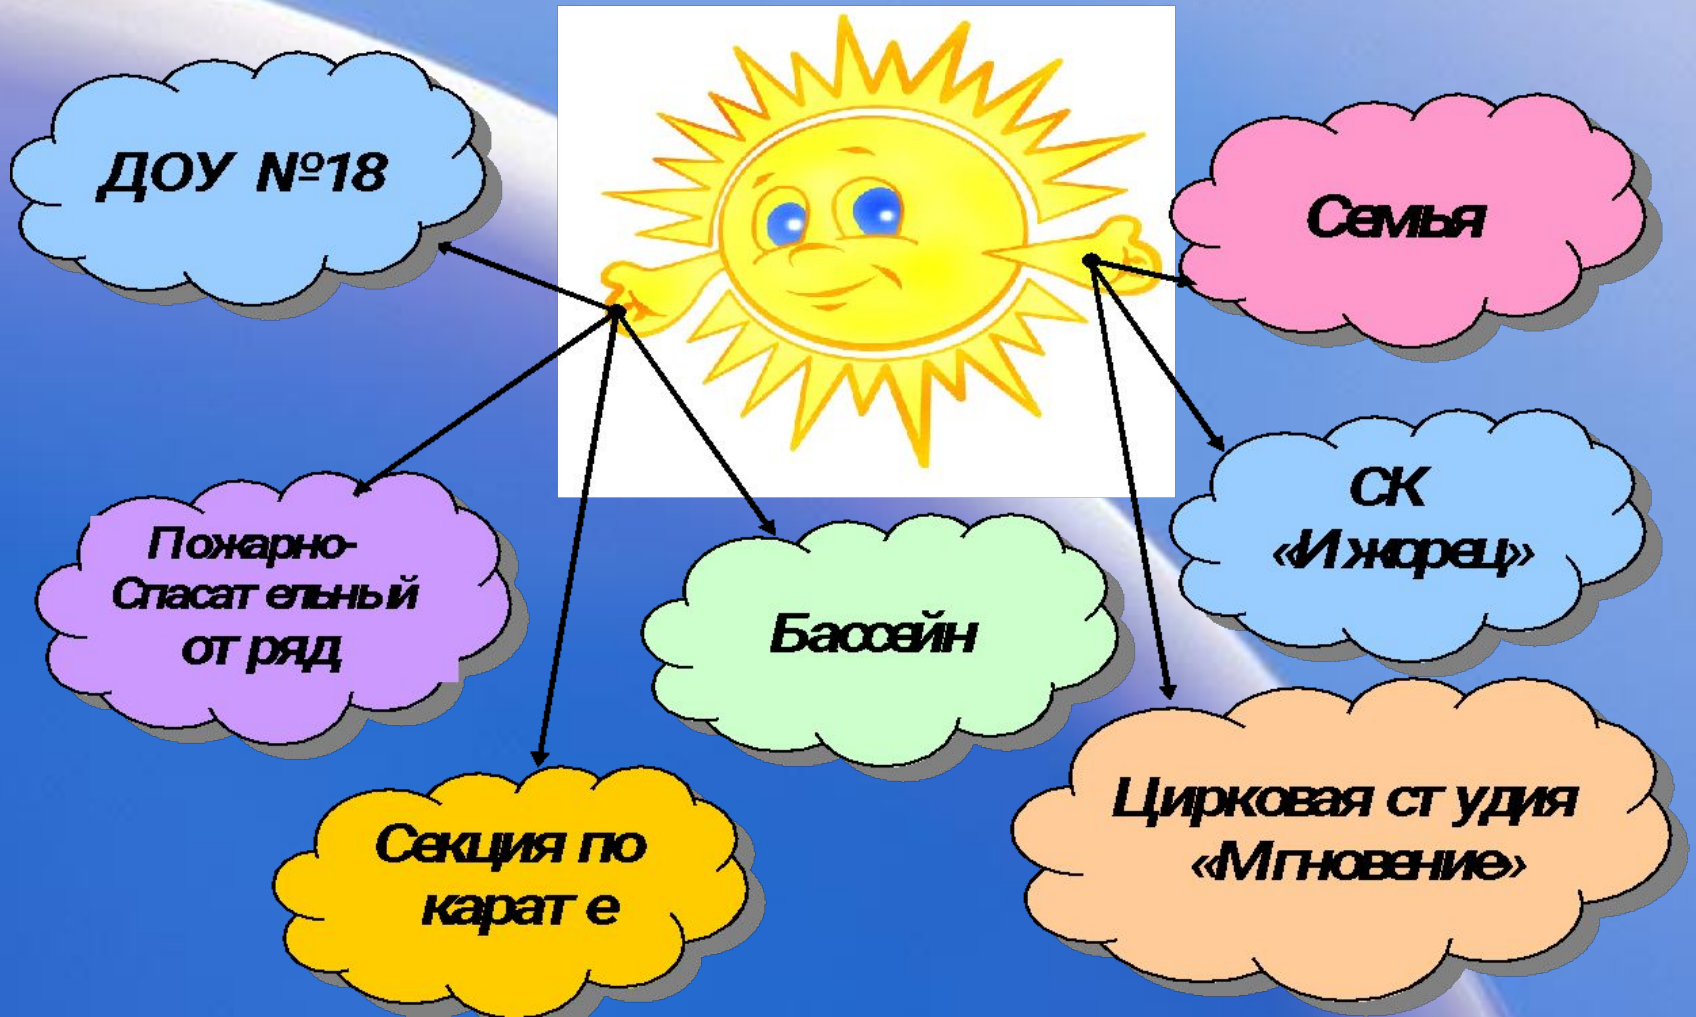 ДОУ №18
Семья
СК
«Ижорец»
Пожарно-
Спасательный
отряд
Бассейн
Цирковая студия
«Мгновение»
Секция по
карате